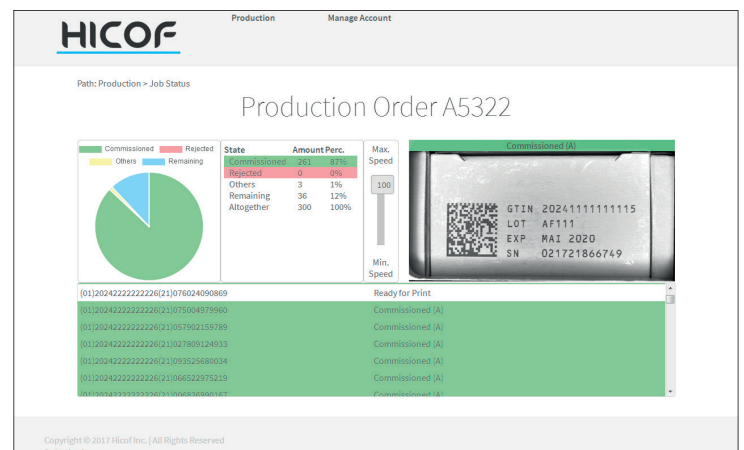 HICOF
Production Manage Account
Path: Production > Job Status
Production Order A5322
Commissioned Rejected
Others Remaining
State Amount Perc.
Commissioned 261 87%
Rejected 0 0%
Others 3 1%
Remaining 36 12%
Altogether 300 100%
Max.
Speed
100
Min.
Speed
Commissioned (A)
GTIN 20241111111115
LOT AF111
EXP MAI 2020
SN 021721866749
(01)20242222222226(21)076024090869 Ready for Print
(01)20242222222226(21)075004979960 Commissioned (A)
(01)20242222222226(21)057902159789 Commissioned (A)
(01)20242222222226(21)027809124933 Commissioned (A)
(01)20242222222226(21)093525680034 Commissioned (A)
(01)20242222222226(21)066522975219 Commissioned (A)
(01)20242222222226(21)006826990167 Commissioned (A)
Copyright © 2017 Hicof Inc. | All Rights Reserved